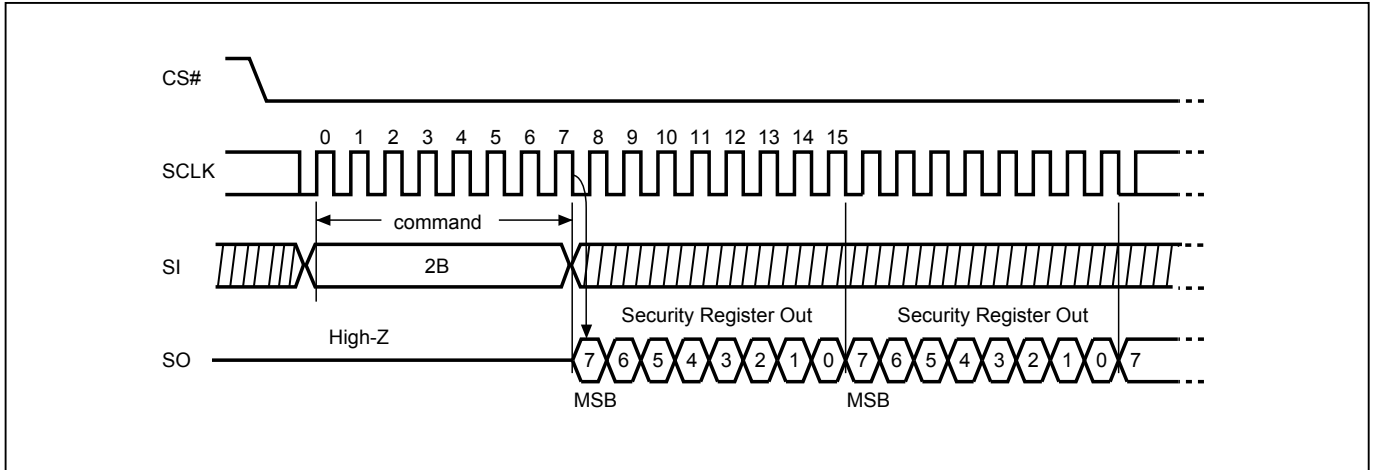 CS#
0 1 2 3 4 5 6 7 8 9 10 11 12 13 14 15
SCLK
command
SI
2B
Security Register Out Security Register Out
High-Z
SO
7 6 5 4 3 2 1 0 7 6 5 4 3 2 1 0 7
MSB MSB